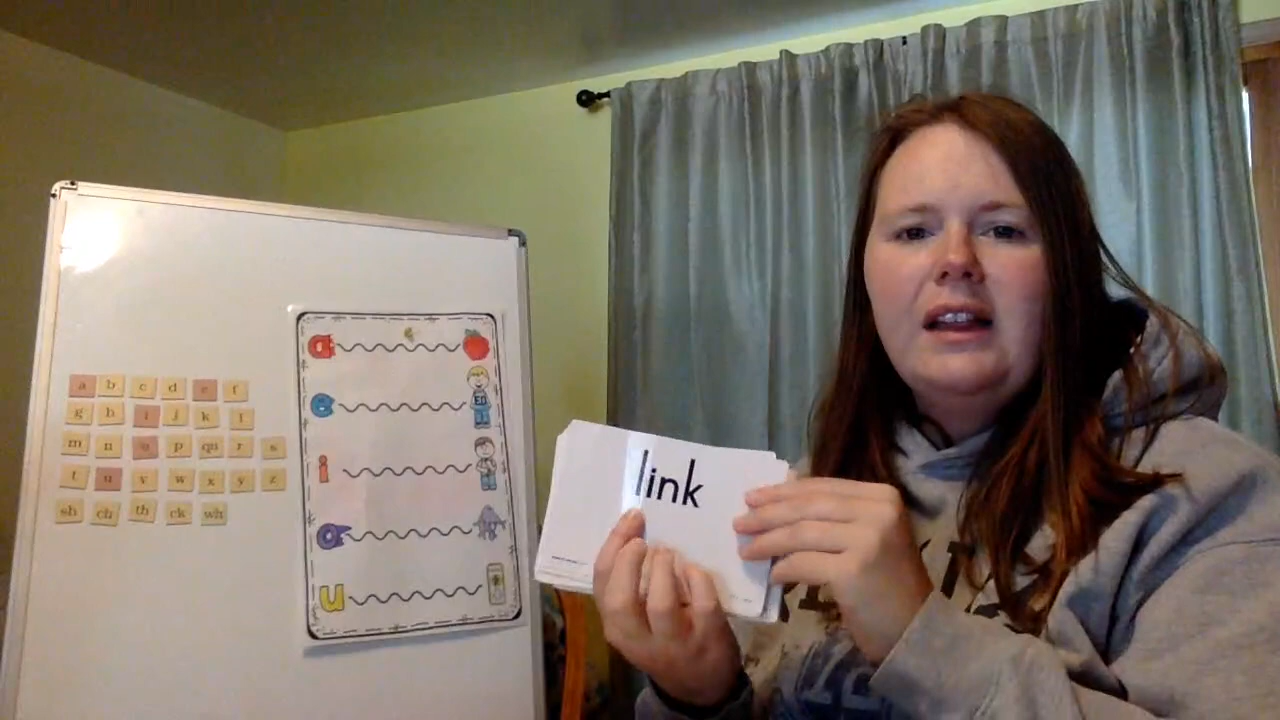 a b c d e f
g h i j k l
m n o p qu r s
t u v w x y z
sh ch th ck wh
a
e
i
o
u
link